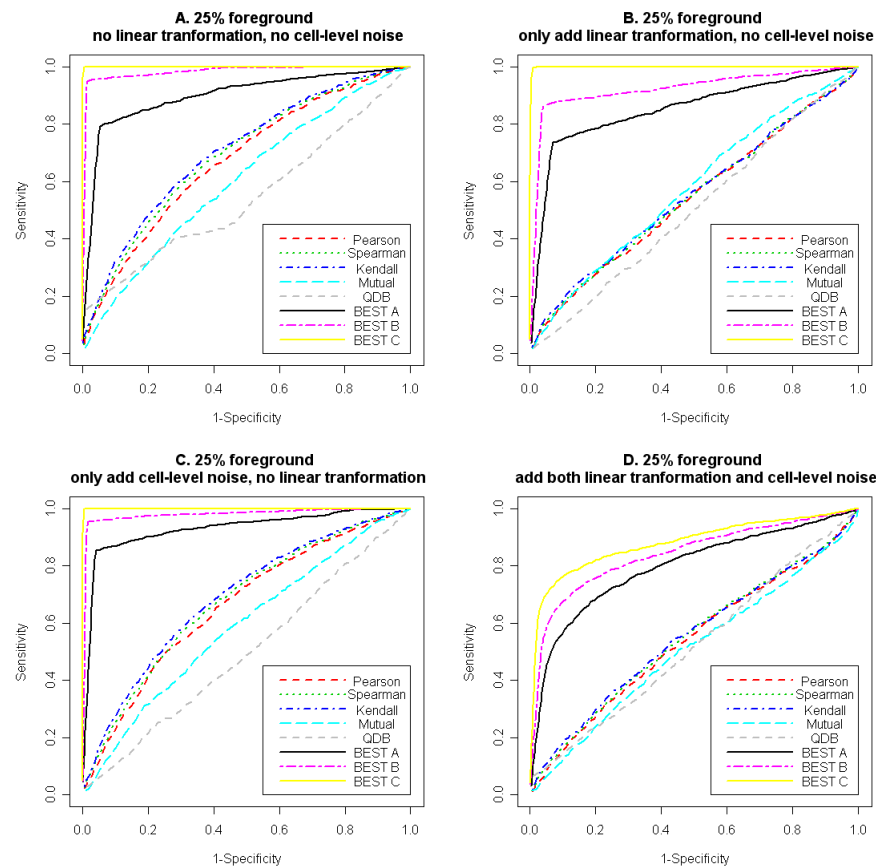 A. 25% foreground
no linear tranformation, no cell-level noise
Sensitivity
0.0 0.2 0.4 0.6 0.8 1.0
Pearson
Spearman
Kendall
Mutual
QDB
BEST A
BEST B
BEST C
0.0 0.2 0.4 0.6 0.8 1.0
1-Specificity
B. 25% foreground
only add linear tranformation, no cell-level noise
Sensitivity
0.0 0.2 0.4 0.6 0.8 1.0
Pearson
Spearman
Kendall
Mutual
QDB
BEST A
BEST B
BEST C
0.0 0.2 0.4 0.6 0.8 1.0
1-Specificity
C. 25% foreground
only add cell-level noise, no linear tranformation
Sensitivity
0.0 0.2 0.4 0.6 0.8 1.0
Pearson
Spearman
Kendall
Mutual
QDB
BEST A
BEST B
BEST C
0.0 0.2 0.4 0.6 0.8 1.0
1-Specificity
D. 25% foreground
add both linear tranformation and cell-level noise
Sensitivity
0.0 0.2 0.4 0.6 0.8 1.0
Pearson
Spearman
Kendall
Mutual
QDB
BEST A
BEST B
BEST C
0.0 0.2 0.4 0.6 0.8 1.0
1-Specificity